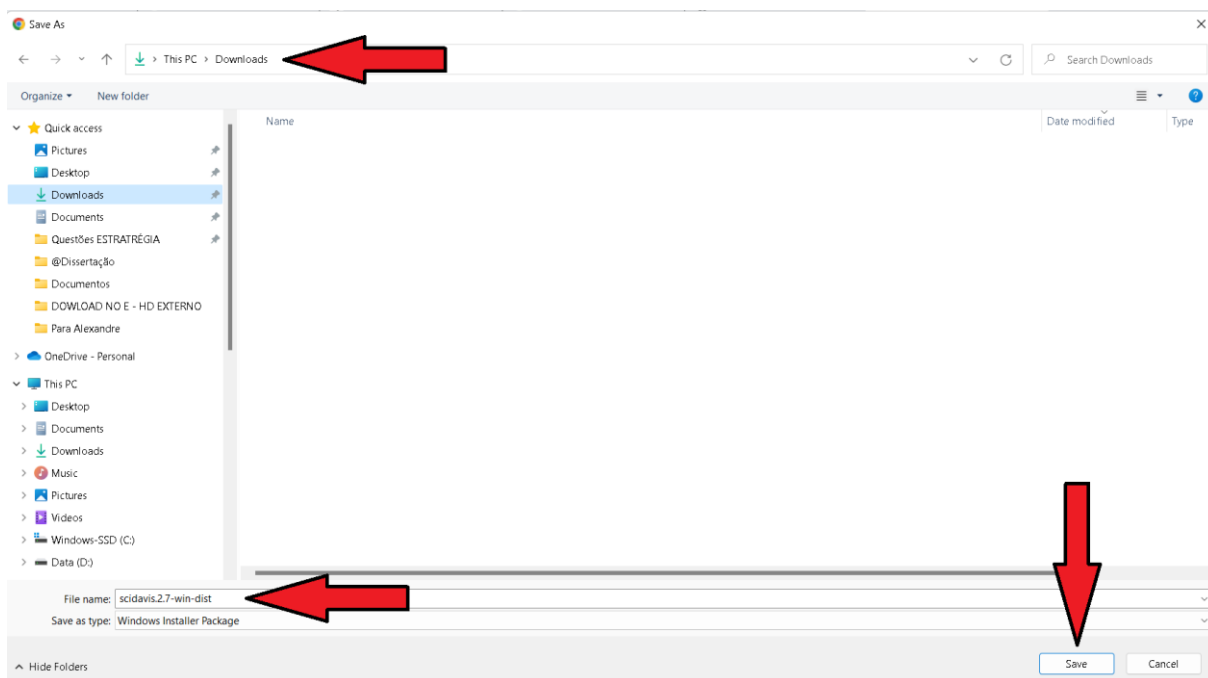 Save As
This PC > Downloads
Search Downloads
Organize
New folder
Name
Date modified
Type
Quick access
Pictures
Desktop
Downloads
Documents
Questões ESTRATRÉGIA
@Dissertação
Documentos
DOWLOAD NO E - HD EXTERNO
Para Alexandre
OneDrive - Personal
This PC
Desktop
Documents
Downloads
Music
Pictures
Videos
Windows-SSD (C:)
Data (D:)
File name: scidavis.2.7-win-dist
Save as type: Windows Installer Package
Hide Folders
Save
Cancel